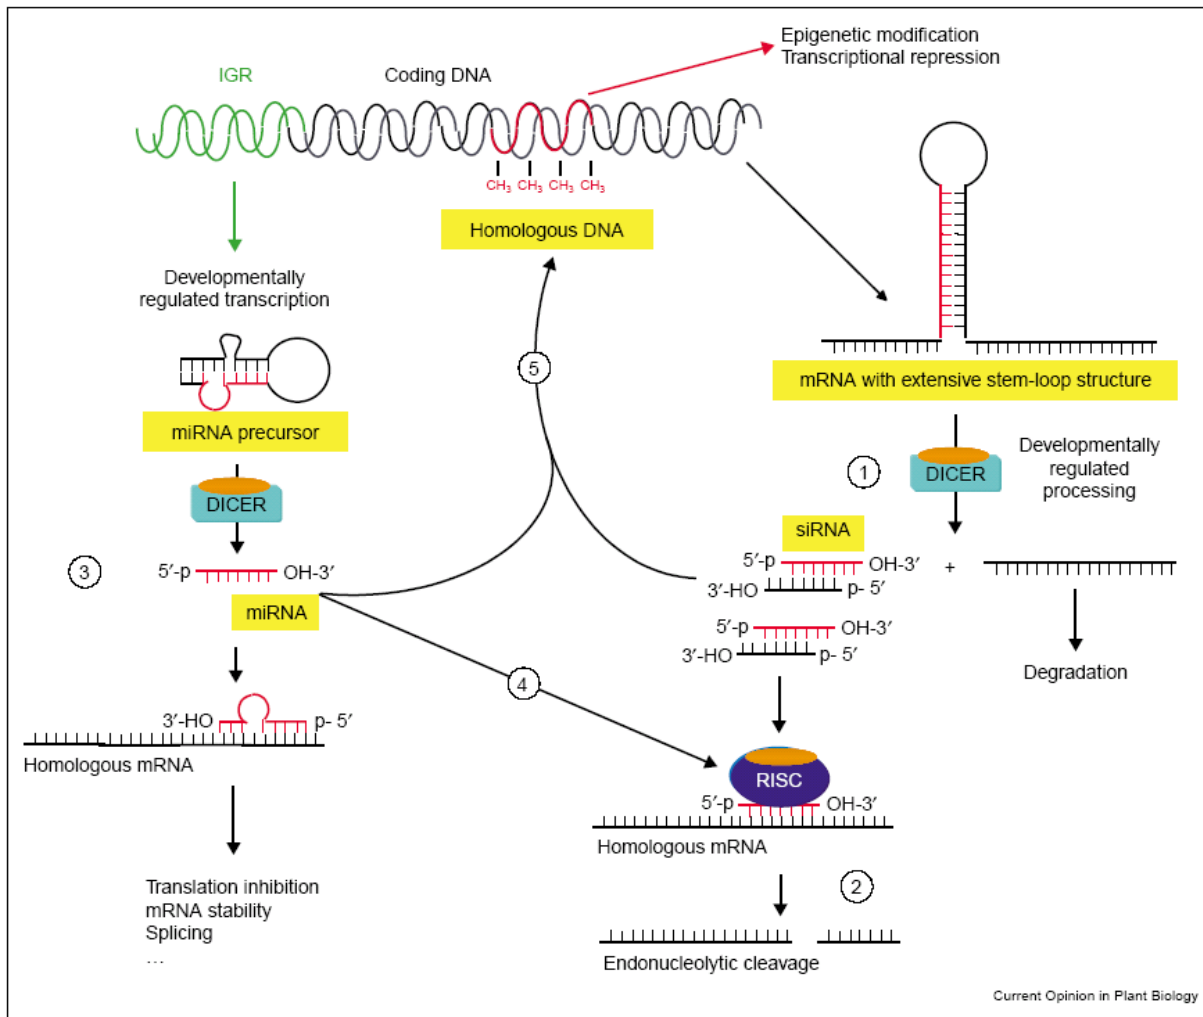 Epigenetic modification
Transcriptional repression
IGR
Coding DNA
CH3 CH3 CH3 CH3
Homologous DNA
Developmentally
regulated transcription
5
mRNA with extensive stem-loop structure
miRNA precursor
DICER
1
DICER
Developmentally
regulated
processing
siRNA
3
5′-p OH-3′
5′-p OH-3′
+
3′-HO p- 5′
miRNA
5′-p OH-3′
3′-HO p- 5′
Degradation
4
3′-HO p- 5′
Homologous mRNA
RISC
5′-p OH-3′
Homologous mRNA
2
Translation inhibition
mRNA stability
Splicing
...
Endonucleolytic cleavage
Current Opinion in Plant Biology